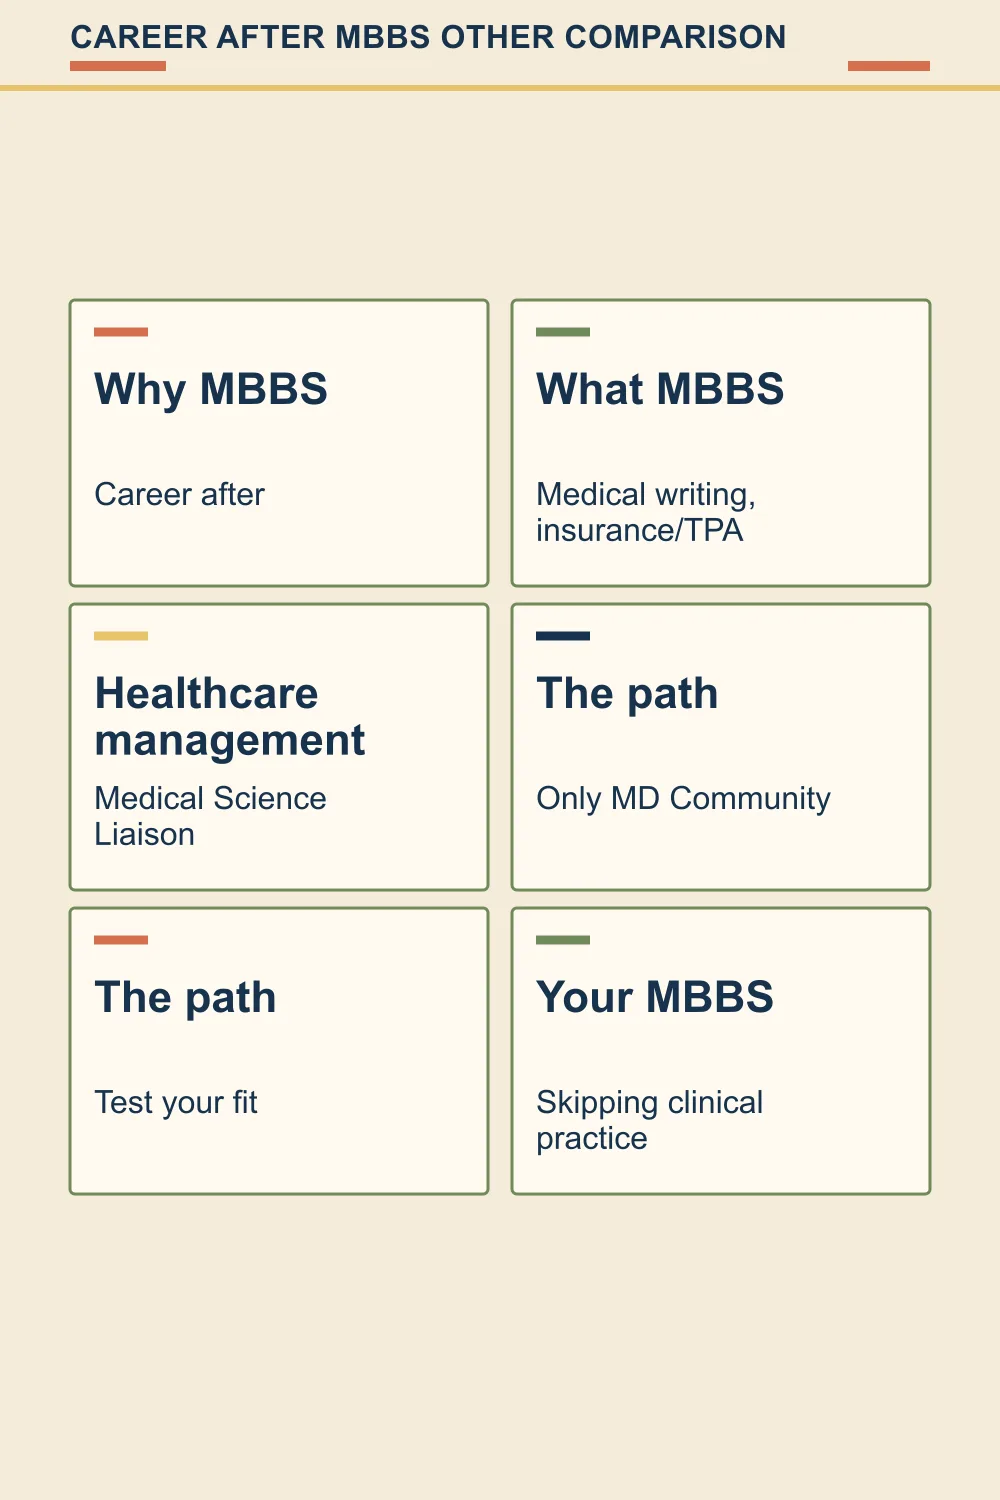 CAREER AFTER MBBS OTHER COMPARISON
Why MBBS
Career after
What MBBS
Medical writing,
insurance/TPA
Healthcare
management
Medical Science
Liaison
The path
Only MD Community
The path
Test your fit
Your MBBS
Skipping clinical
practice